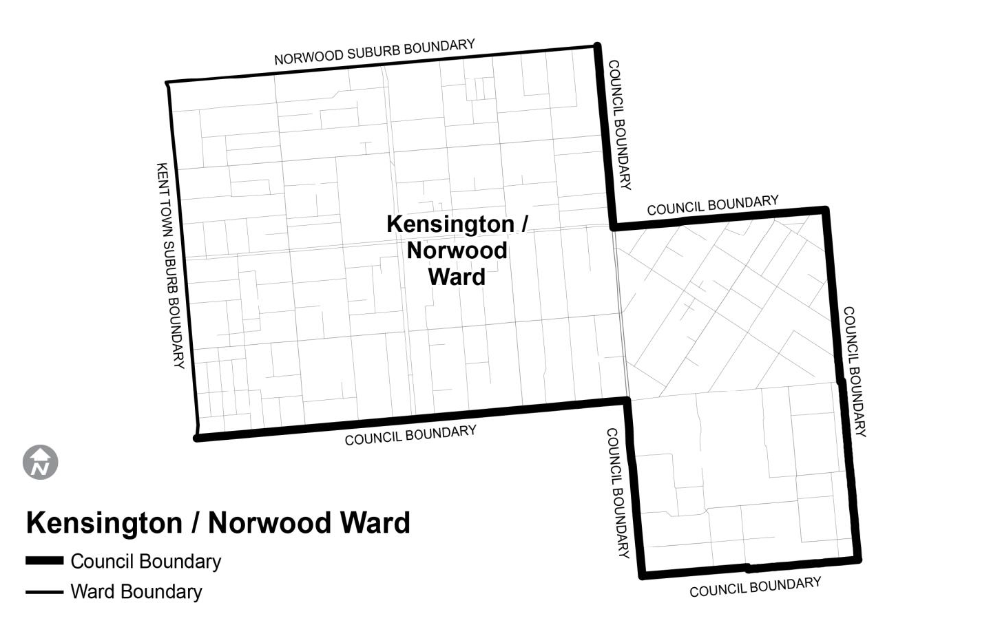 NORWOOD SUBURB BOUNDARY
COUNCIL BOUNDARY
KENT TOWN SUBURB BOUNDARY
COUNCIL BOUNDARY
Kensington /
Norwood
Ward
COUNCIL BOUNDARY
COUNCIL BOUNDARY
COUNCIL BOUNDARY
N
Kensington / Norwood Ward
Council Boundary
Ward Boundary
COUNCIL BOUNDARY